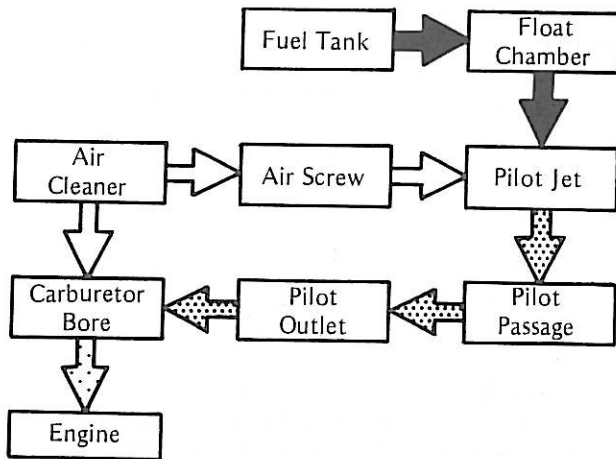 Fuel Tank
Float
Chamber
Air
Cleaner
Air Screw
Pilot Jet
Carburetor
Bore
Pilot
Outlet
Pilot
Passage
Engine